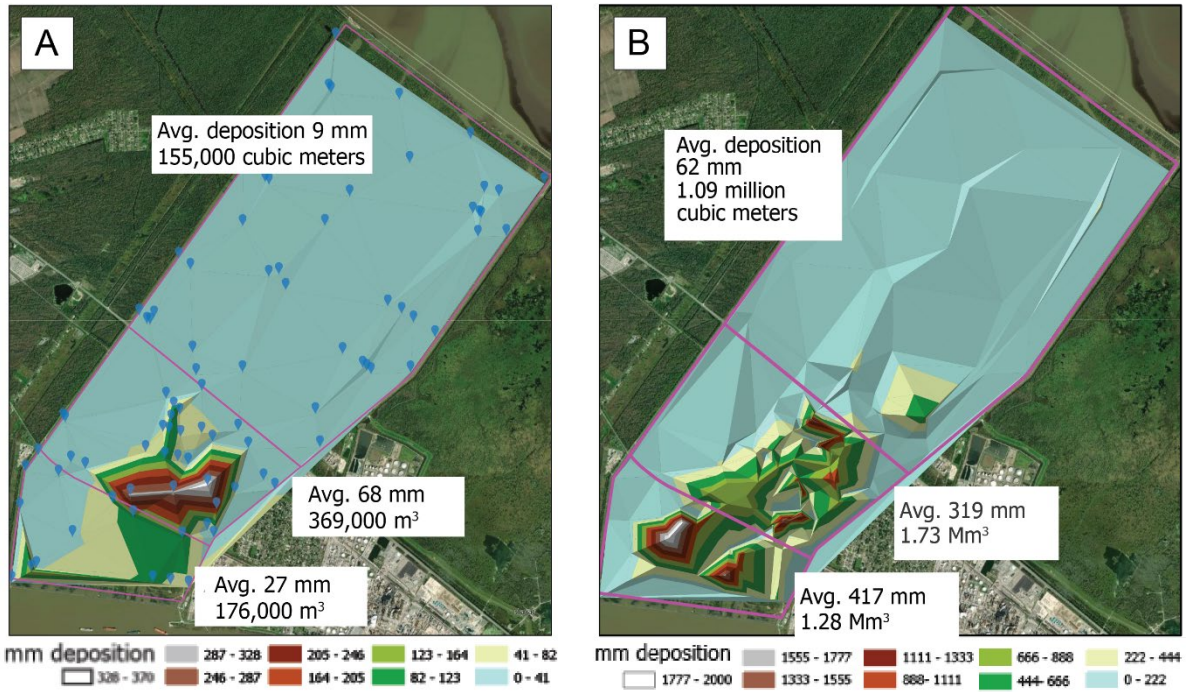 A
Avg. deposition 9 mm
155,000 cubic meters
Avg. 68 mm
369,000 m³
Avg. 27 mm
176,000 m³
mm deposition
287 - 328
205 - 246
123 - 164
41 - 82
328 - 370
246 - 287
164 - 205
82 - 123
0 - 41
B
Avg. deposition
62 mm
1.09 million
cubic meters
Avg. 319 mm
1.73 Mm³
Avg. 417 mm
1.28 Mm³
mm deposition
1555 - 1777
1111 - 1333
666 - 888
222 - 444
1777 - 2000
1333 - 1555
888 - 1111
444- 666
0 - 222